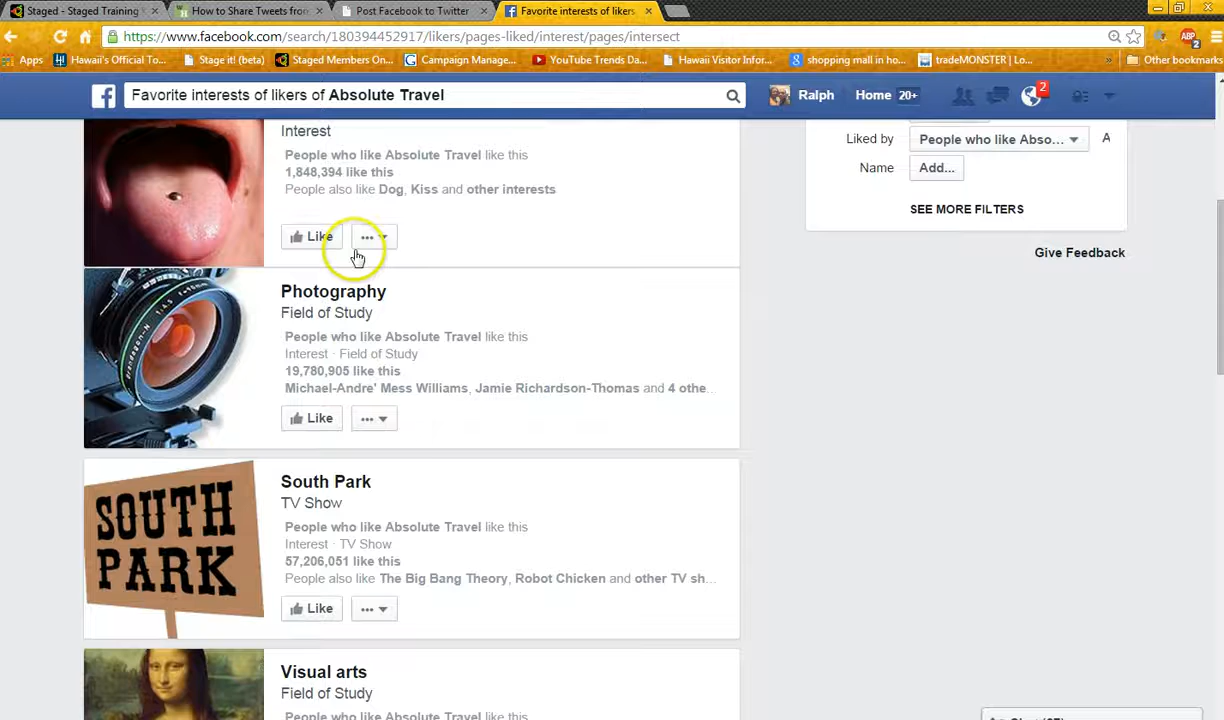 Staged - Staged Training
How to Share Tweets from
Post Facebook to Twitter
Favorite interests of likers
https://www.facebook.com/search/180394452917/likers/pages-liked/interest/pages/intersect
ABP
2
Apps
Hawaii's Official To...
Stage it! (beta)
Staged Members On...
Campaign Manage...
YouTube Trends Da...
Hawaii Visitor Infor...
shopping mall in ho...
tradeMONSTER | Lo...
»
Other bookmarks
Favorite interests of likers of Absolute Travel
Ralph
Home 20+
2
Interest
People who like Absolute Travel like this
1,848,394 like this
People also like Dog, Kiss and other interests
Like
...
Liked by
People who like Abso...
A
Name
Add...
SEE MORE FILTERS
Give Feedback
Photography
Field of Study
People who like Absolute Travel like this
Interest · Field of Study
19,780,905 like this
Michael-Andre' Mess Williams, Jamie Richardson-Thomas and 4 othe...
Like
...
SOUTH
PARK
South Park
TV Show
People who like Absolute Travel like this
Interest · TV Show
57,206,051 like this
People also like The Big Bang Theory, Robot Chicken and other TV sh...
Like
...
Visual arts
Field of Study
People who like Absolute Travel like this